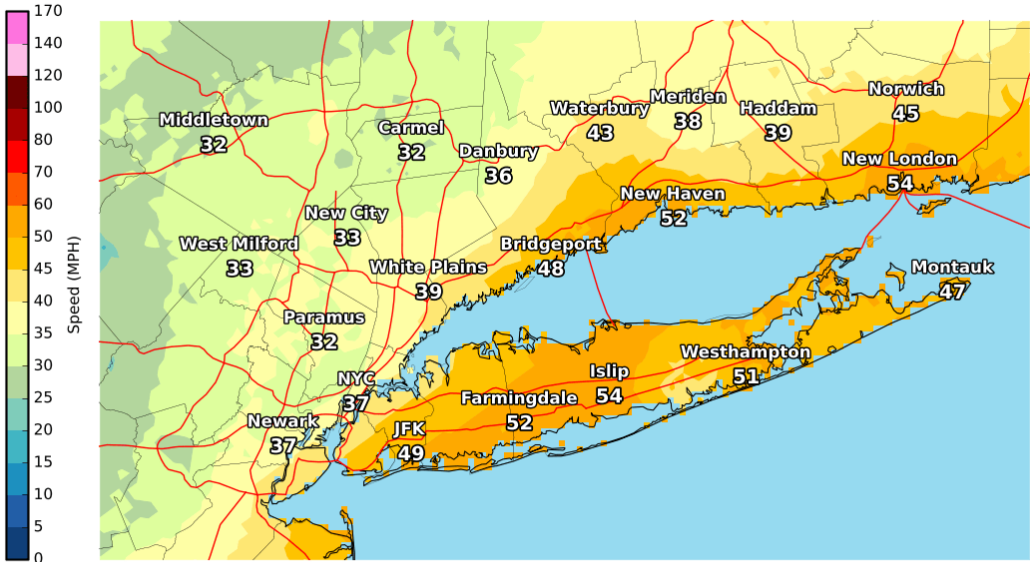 170
140
120
100
80
70
60
50
45
40
35
30
25
20
15
10
5
0
Speed (MPH)
Middletown
32
Carmel
32
Danbury
36
Waterbury
43
Meriden
38
Haddam
39
Norwich
45
New London
54
New Haven
52
New City
33
West Milford
33
White Plains
39
Bridgeport
48
Montauk
47
Paramus
32
NYC
37
Newark
37
JFK
49
Farmingdale
52
Islip
54
Westhampton
51